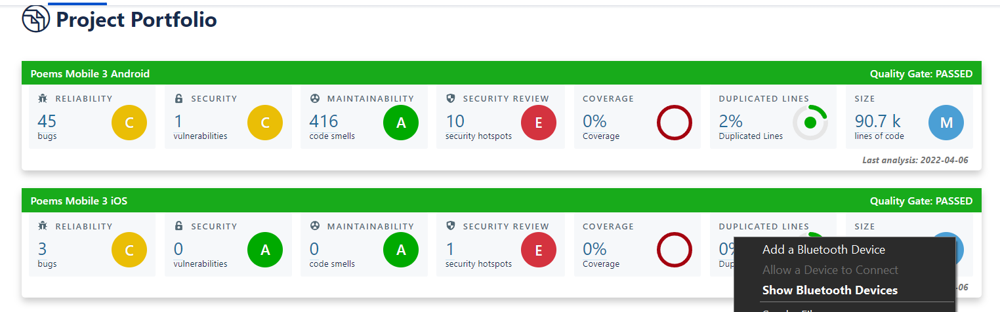 Project Portfolio
Poems Mobile 3 Android Quality Gate: PASSED
RELIABILITY SECURITY MAINTAINABILITY SECURITY REVIEW COVERAGE DUPLICATED LINES SIZE
45 C 1 C 416 A 10 E 0% 2% 90.7 k M
bugs vulnerabilities code smells security hotspots Coverage Duplicated Lines lines of code
Last analysis: 2022-04-06
Poems Mobile 3 iOS Quality Gate: PASSED
RELIABILITY SECURITY MAINTAINABILITY SECURITY REVIEW COVERAGE DUPLICATED LINES SIZE
3 C 0 A 0 A 1 E 0% 0%
bugs vulnerabilities code smells security hotspots Coverage Dup
-06
Add a Bluetooth Device
Allow a Device to Connect
Show Bluetooth Devices